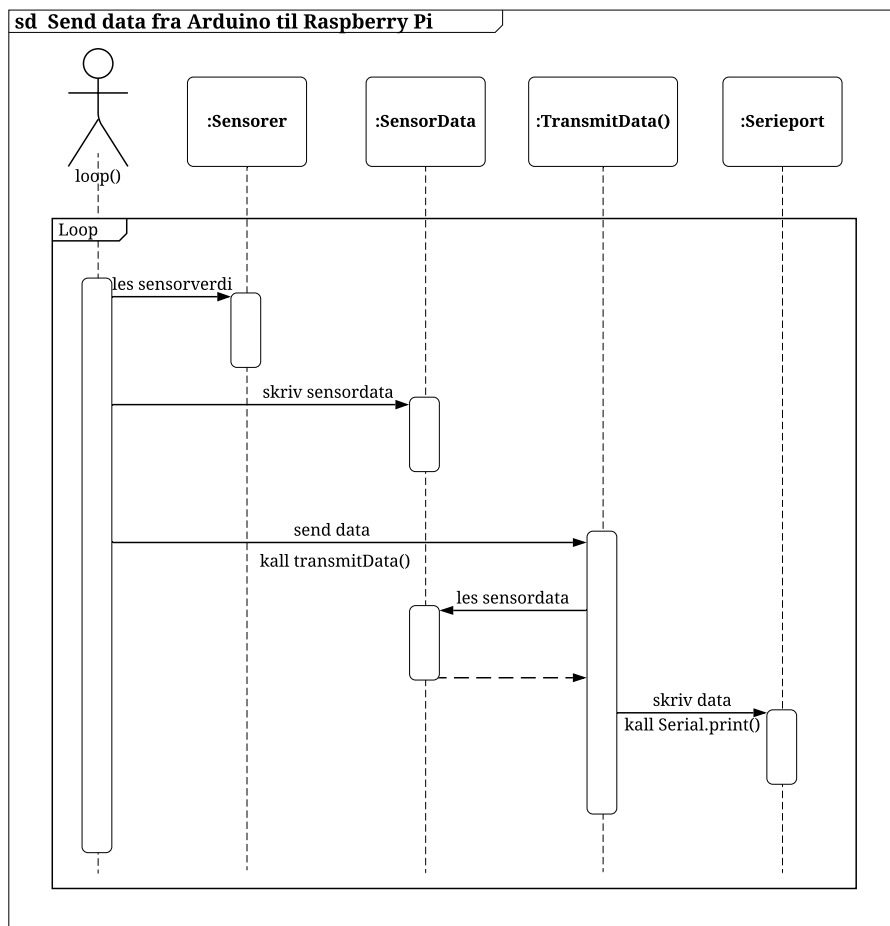 sd Send data fra Arduino til Raspberry Pi
:Sensorer
:SensorData
:TransmitData()
:Serieport
loop()
Loop
les sensorverdi
skriv sensordata
send data
kall transmitData()
les sensordata
skriv data
kall Serial.print()